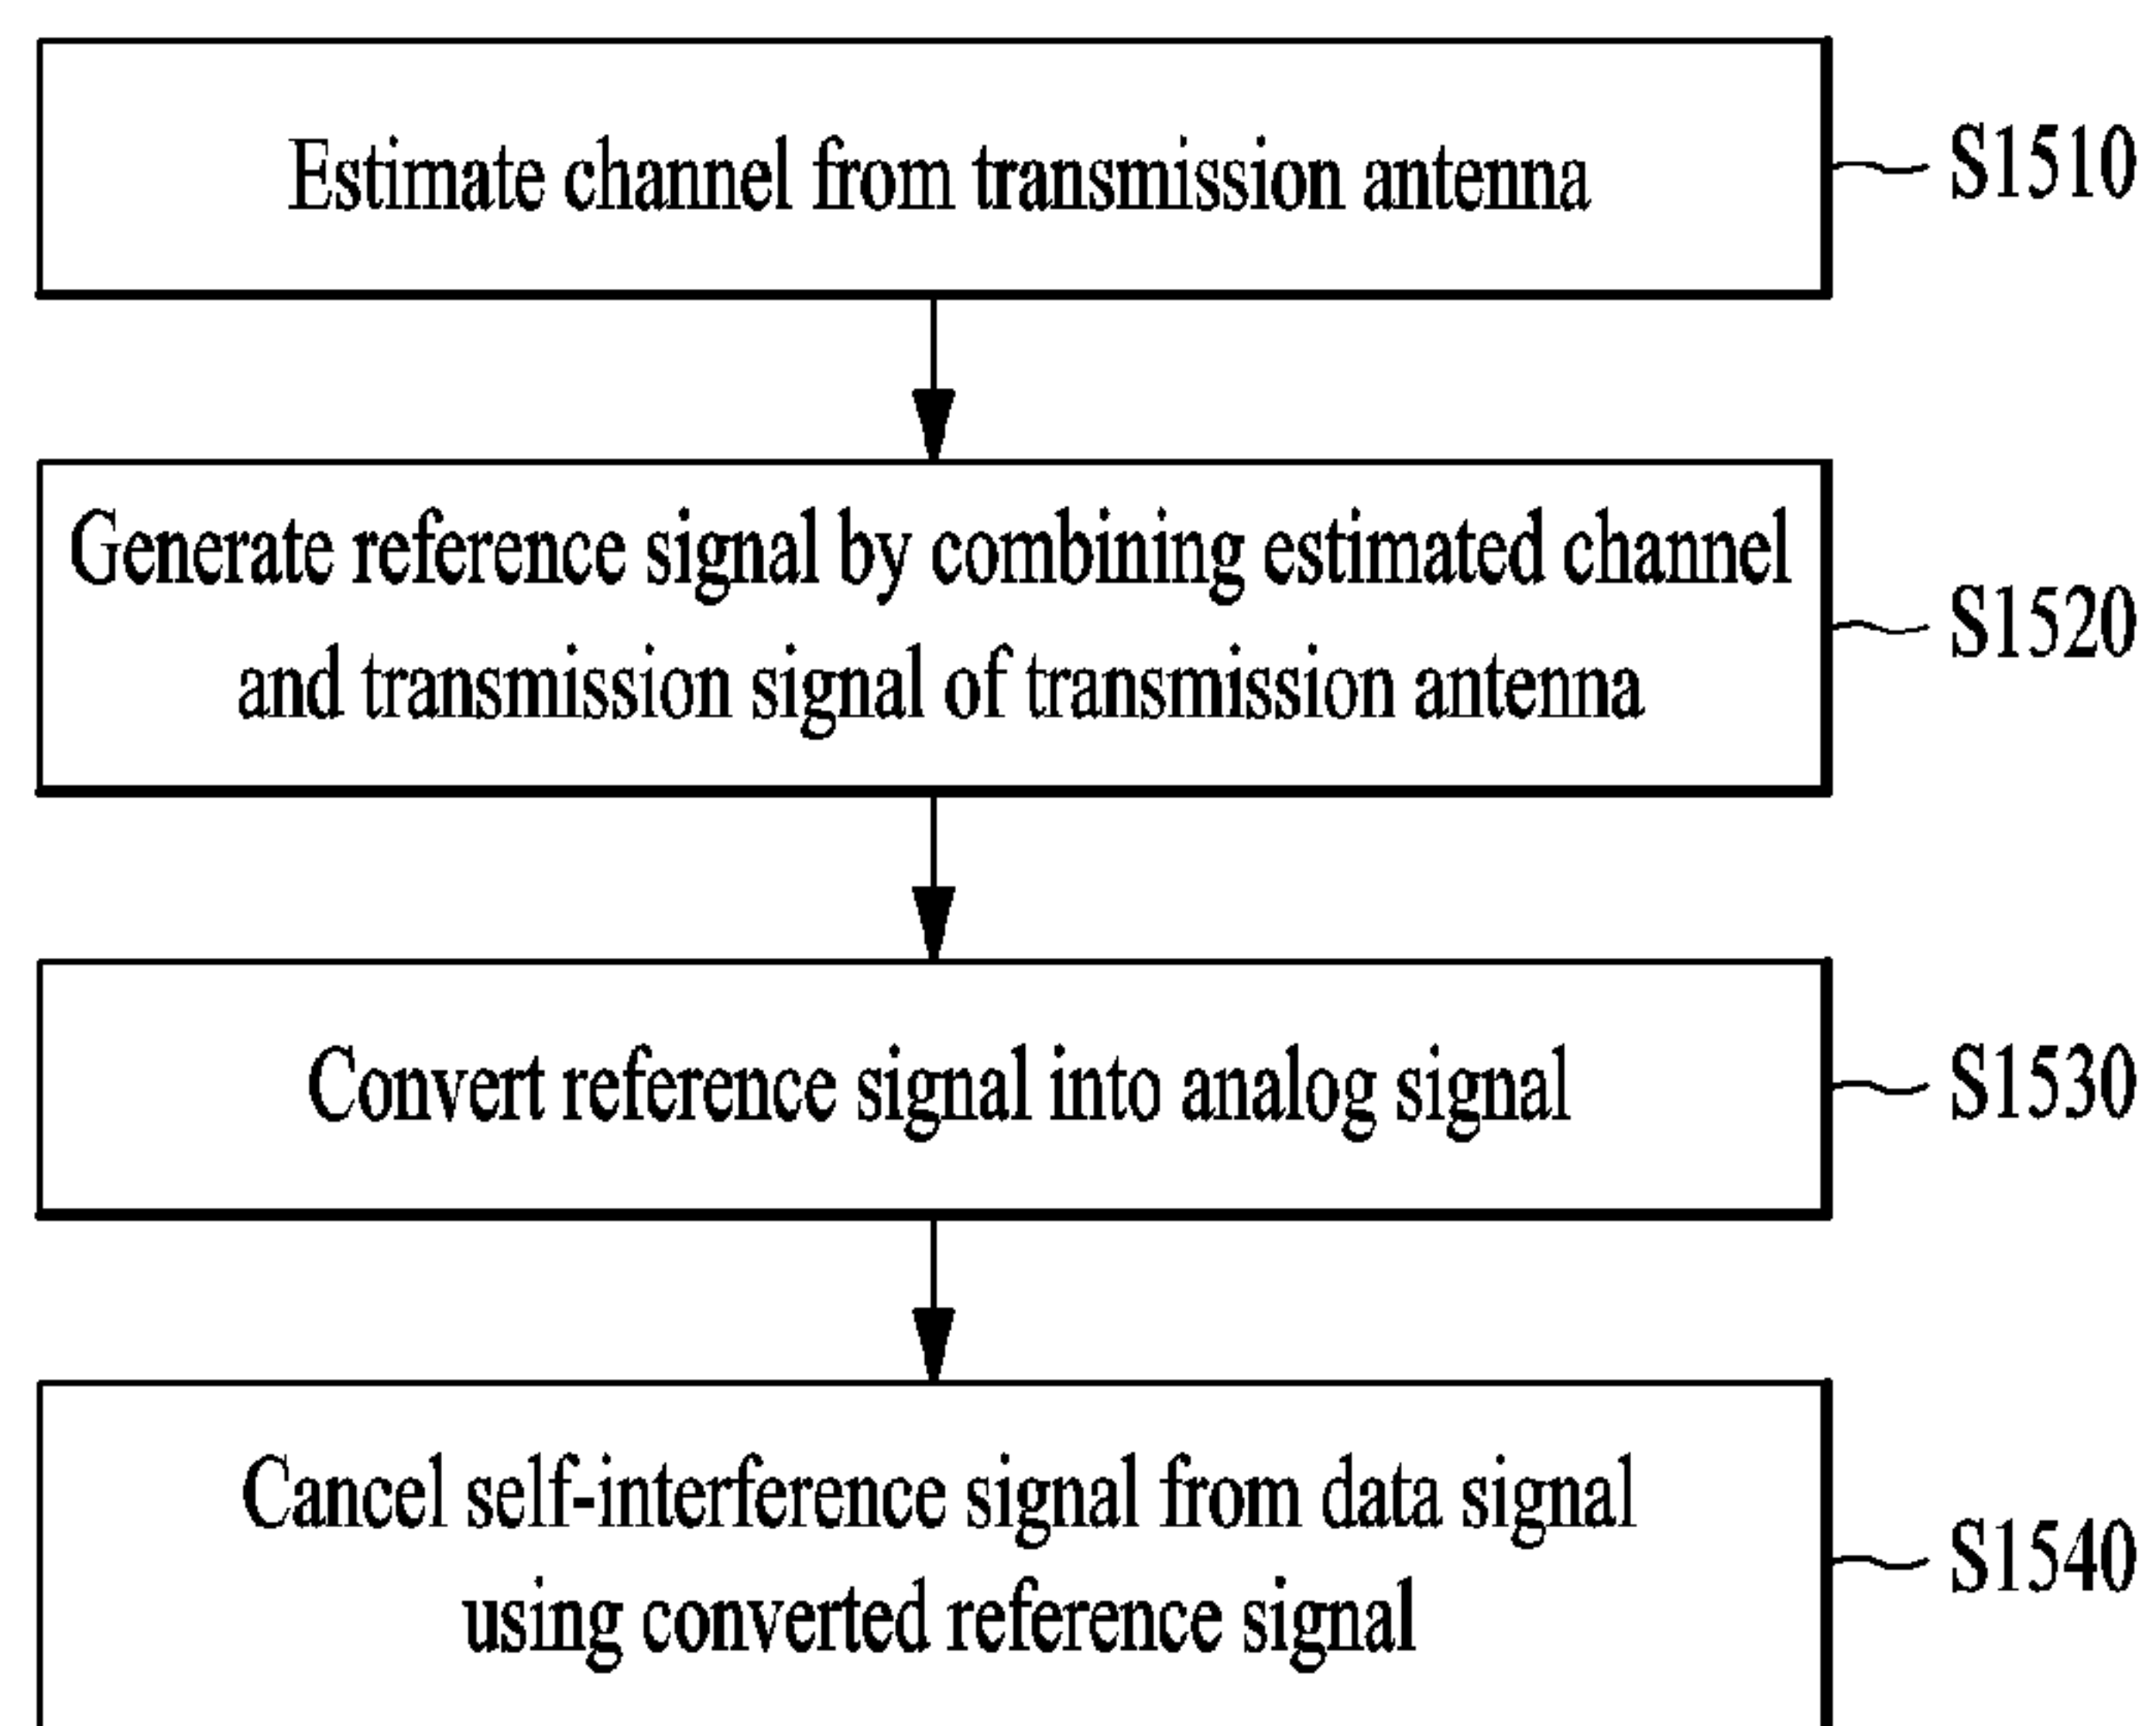 Estimate channel from transmission antenna
S1510
Generate reference signal by combining estimated channel
and transmission signal of transmission antenna
S1520
Convert reference signal into analog signal
S1530
Cancel self-interference signal from data signal
using converted reference signal
S1540